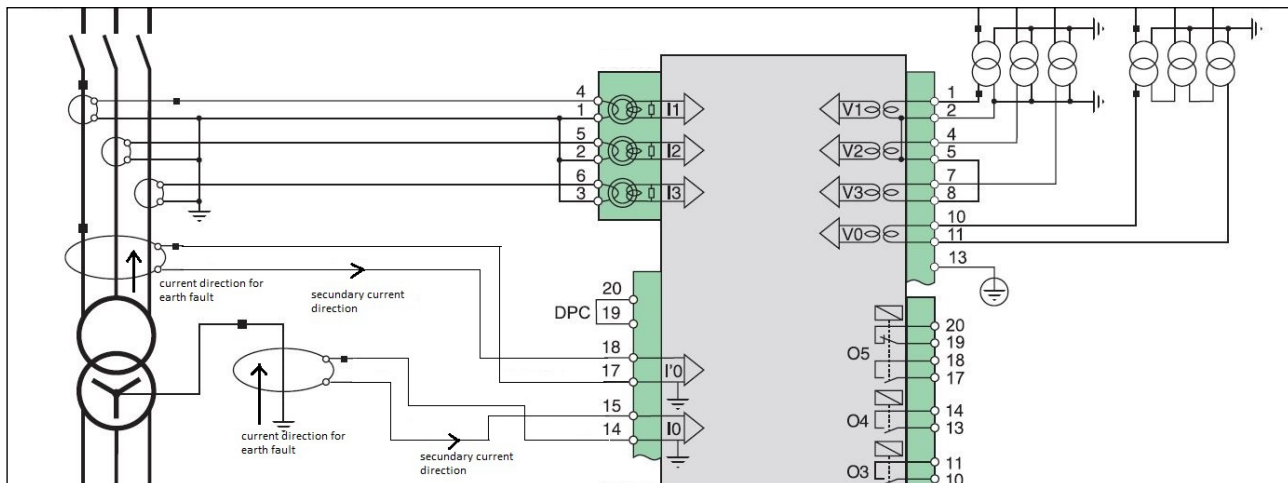 4
1
I1
5
2
I2
6
3
I3
V1
1
2
V2
4
5
V3
7
8
V0
10
11
13
current direction for
earth fault
secundary current
direction
20
DPC
19
18
17
I'0
15
14
I0
current direction for
earth fault
secundary current
direction
O5
20
19
18
17
O4
14
13
O3
11
10